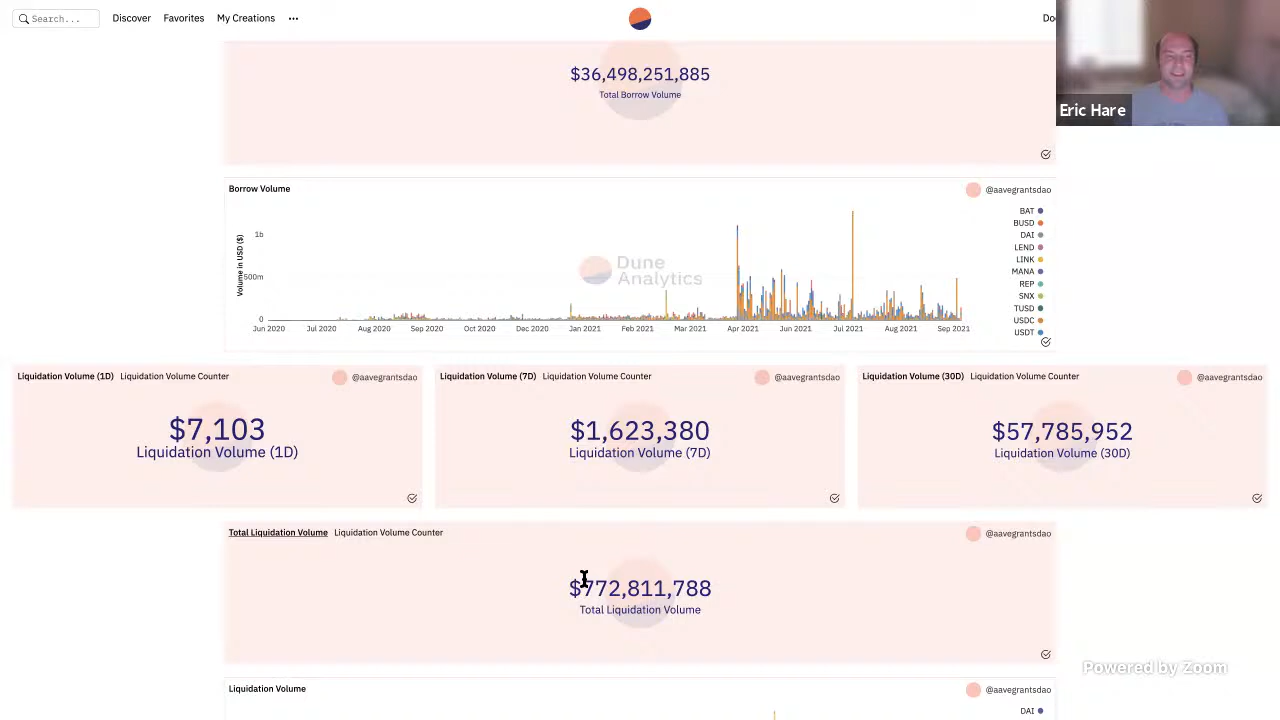 Search...
Discover
Favorites
My Creations
Do
$36,498,251,885
Total Borrow Volume
Eric Hare
Borrow Volume
@aavegrantsdao
Volume in USD ($)
1b
500m
0
Dune
Analytics
Jun 2020 Jul 2020 Aug 2020 Sep 2020 Oct 2020 Dec 2020 Jan 2021 Feb 2021 Mar 2021 Apr 2021 Jun 2021 Jul 2021 Aug 2021 Sep 2021
BAT
BUSD
DAI
LEND
LINK
MANA
REP
SNX
TUSD
USDC
USDT
Liquidation Volume (1D) Liquidation Volume Counter
@aavegrantsdao
$7,103
Liquidation Volume (1D)
Liquidation Volume (7D) Liquidation Volume Counter
@aavegrantsdao
$1,623,380
Liquidation Volume (7D)
Liquidation Volume (30D) Liquidation Volume Counter
@aavegrantsdao
$57,785,952
Liquidation Volume (30D)
Total Liquidation Volume Liquidation Volume Counter
@aavegrantsdao
$772,811,788
Total Liquidation Volume
Powered by Zoom
Liquidation Volume
@aavegrantsdao
DAI